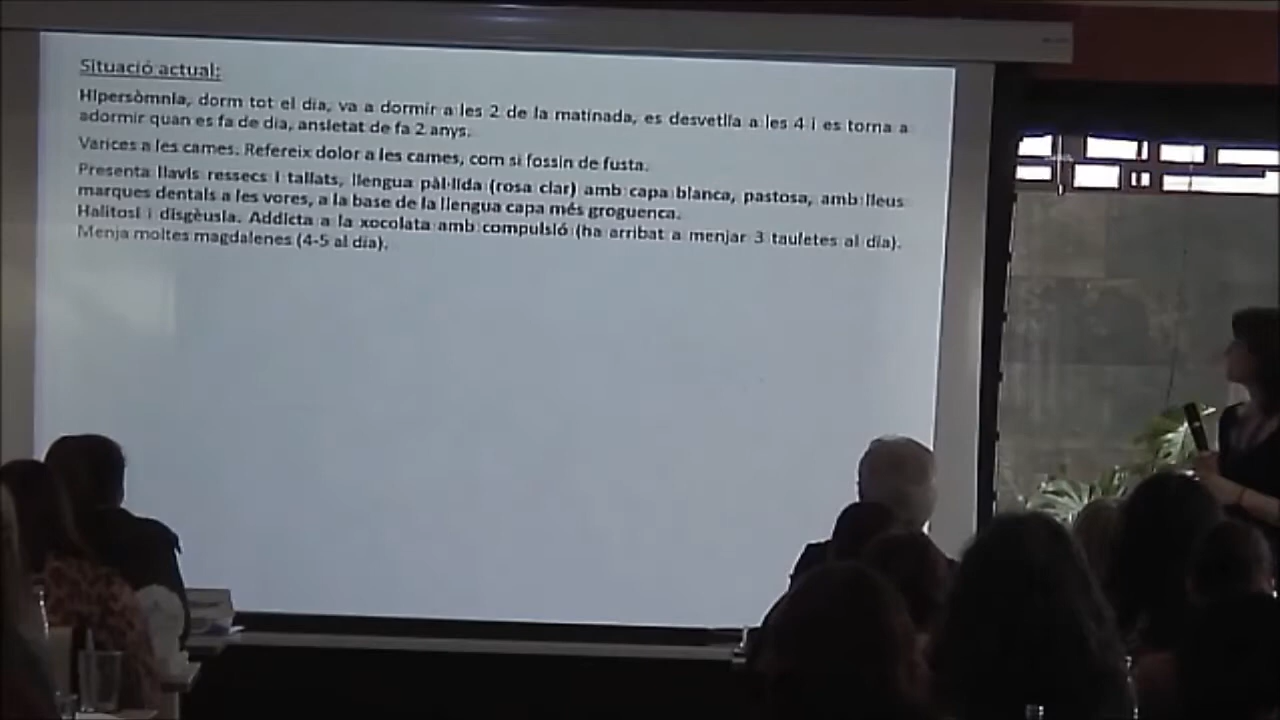 Situació actual:
Hipersòmnia, dorm tot el dia, va a dormir a les 2 de la matinada, es desvetlla a les 4 i es torna a
adormir quan es fa de dia, ansietat de fa 2 anys.
Varices a les cames. Refereix dolor a les cames, com si fossin de fusta.
Presenta llavis ressecs i tallats, llengua pàl·lida (rosa clar) amb capa blanca, pastosa, amb lleus
marques dentals a les vores, a la base de la llengua capa més groguenca.
Halitosi i disgèusia. Addicta a la xocolata amb compulsió (ha arribat a menjar 3 tauletes al dia).
Menja moltes magdalenes (4-5 al dia).